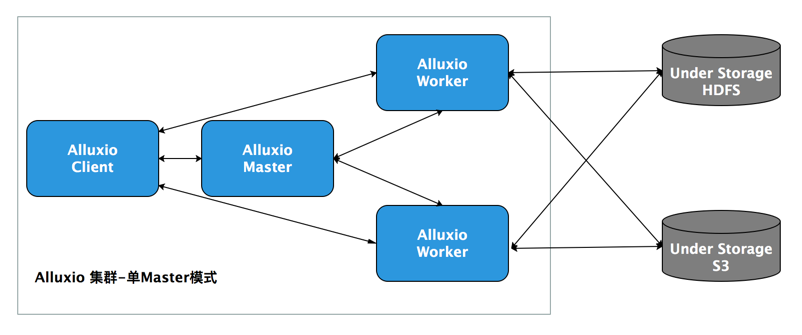 Alluxio
Worker
Under Storage
HDFS
Alluxio
Client
Alluxio
Master
Alluxio
Worker
Under Storage
S3
Alluxio 集群-单Master模式